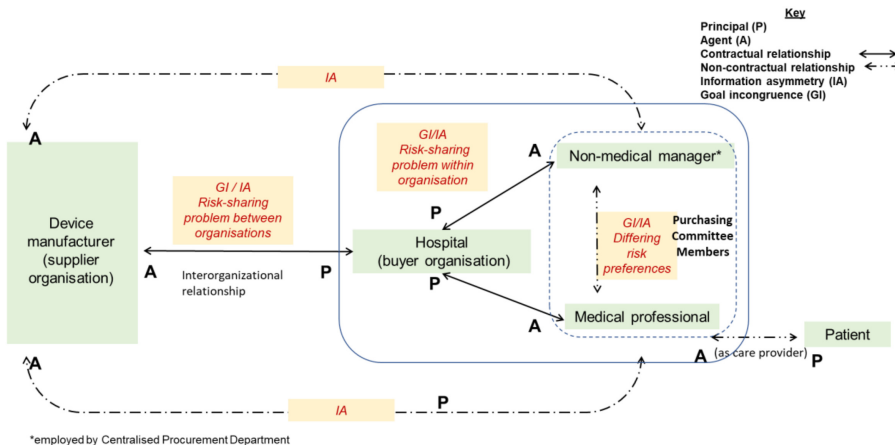 Key
Principal (P)
Agent (A)
Contractual relationship
Non-contractual relationship
Information asymmetry (IA)
Goal incongruence (GI)
IA
A
GI/IA
Risk-sharing
problem within
organisation
A
Non-medical manager*
GI / IA
Risk-sharing
problem between
organisations
P
Device
manufacturer
(supplier
organisation)
A
Interorganizational
relationship
P
Hospital
(buyer organisation)
P
GI/IA
Differing
risk
preferences
Purchasing
Committee
Members
Medical professional
A
A
(as care provider)
Patient
P
A
IA
P
*employed by Centralised Procurement Department